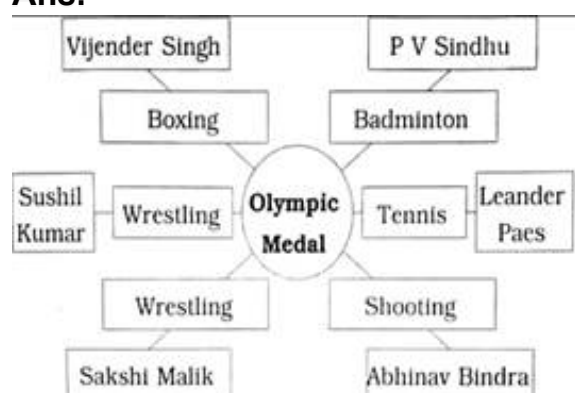 Ans:
Vijender Singh
P V Sindhu
Boxing
Badminton
Sushil
Kumar
Wrestling
Olympic
Medal
Tennis
Leander
Paes
Wrestling
Shooting
Sakshi Malik
Abhinav Bindra